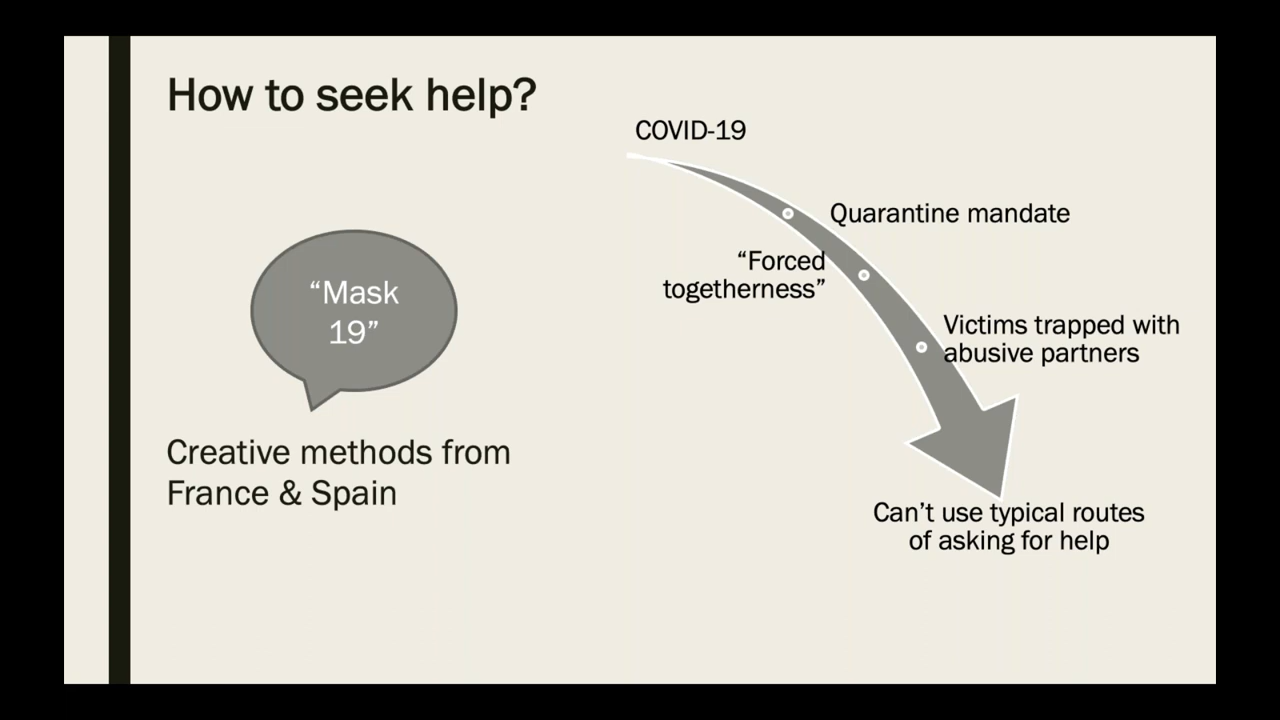 How to seek help?
“Mask
19”
Creative methods from
France & Spain
COVID-19
Quarantine mandate
“Forced
togetherness”
Victims trapped with
abusive partners
Can’t use typical routes
of asking for help